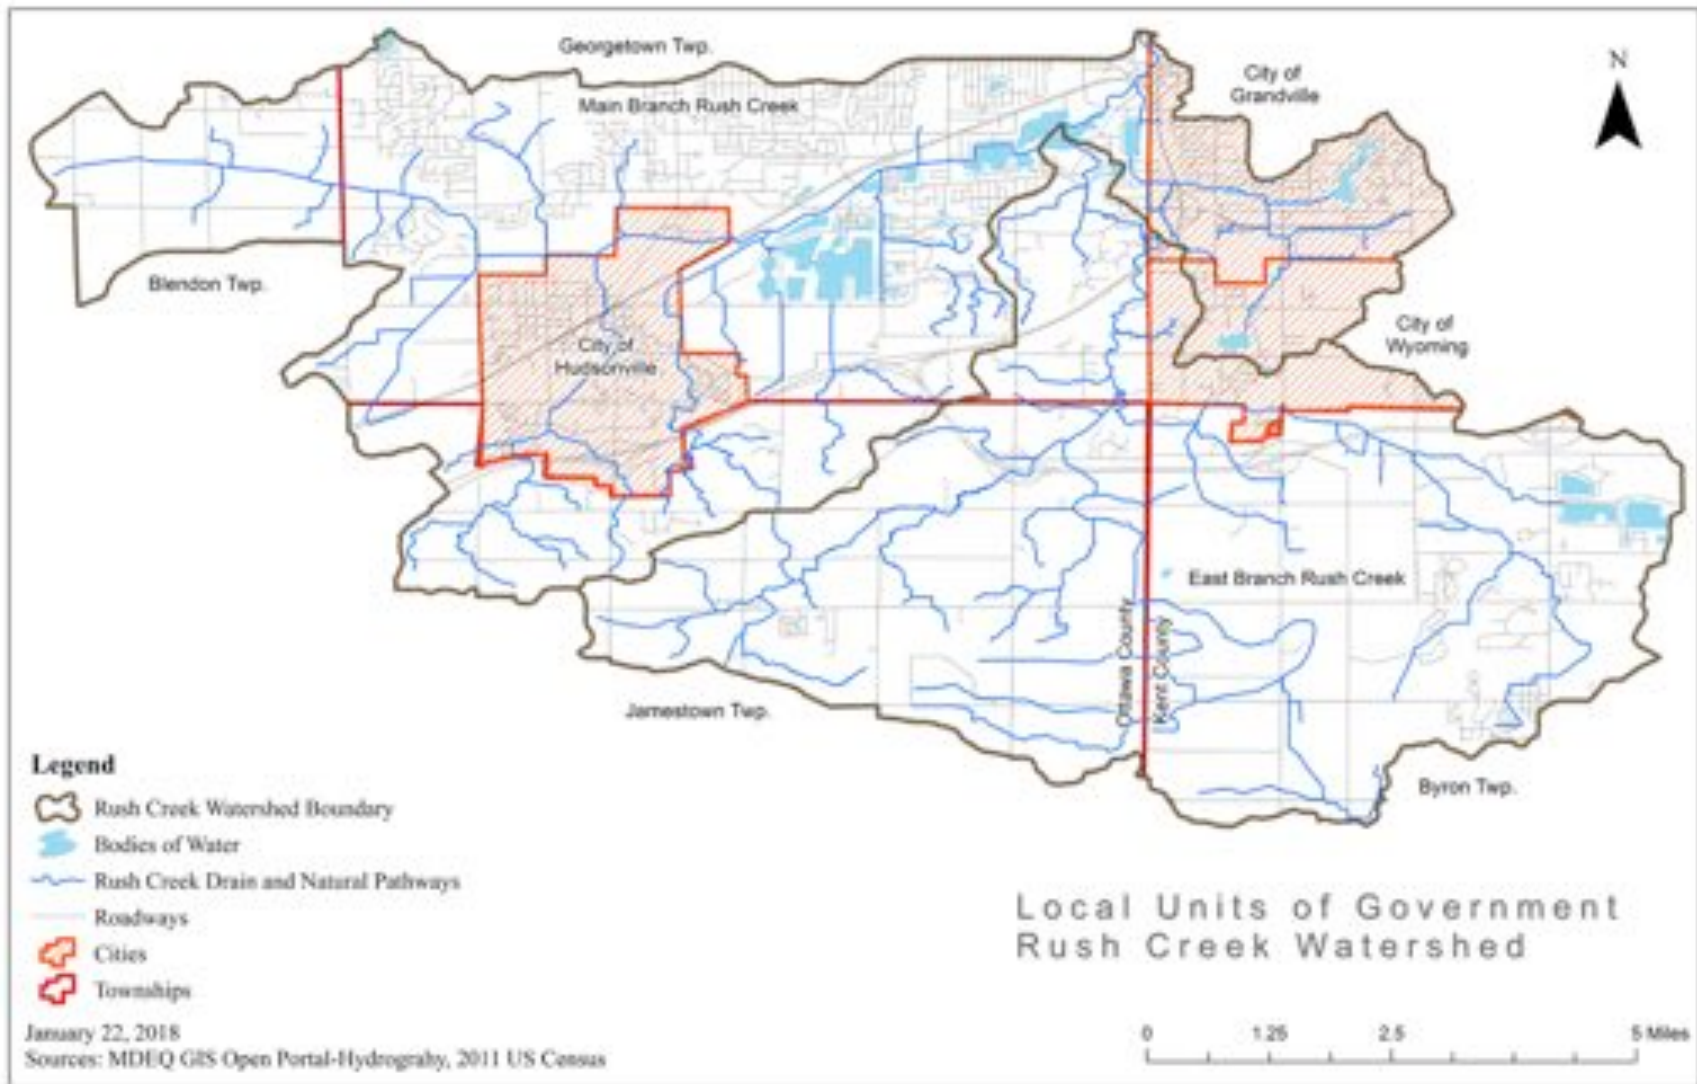 Georgetown Twp.
City of
Grandville
N
Main Branch Rush Creek
Blendon Twp.
City of
Hudsonville
City of
Wyoming
East Branch Rush Creek
Ottawa County
Kent County
Jamestown Twp.
Byron Twp.
Legend
Rush Creek Watershed Boundary
Bodies of Water
Rush Creek Drain and Natural Pathways
Roadways
Cities
Townships
January 22, 2018
Sources: MDEQ GIS Open Portal-Hydrograhy, 2011 US Census
Local Units of Government
Rush Creek Watershed
0 1.25 2.5 5 Miles